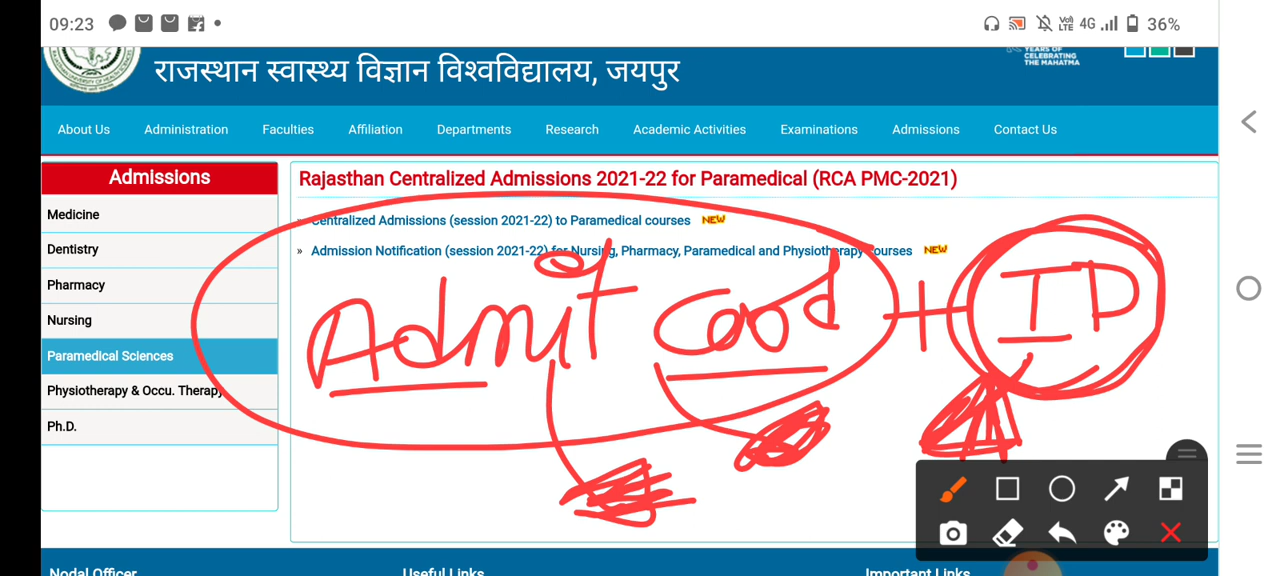 09:23
4G 36%
YEARS OF
CELEBRATING
THE MAHATMA
राजस्थान स्वास्थ्य विज्ञान विश्वविद्यालय, जयपुर
About Us Administration Faculties Affiliation Departments Research Academic Activities Examinations Admissions Contact Us
Admissions
Medicine
Dentistry
Pharmacy
Nursing
Paramedical Sciences
Physiotherapy & Occu. Therapy
Ph.D.
Rajasthan Centralized Admissions 2021-22 for Paramedical (RCA PMC-2021)
» Centralized Admissions (session 2021-22) to Paramedical courses NEW
» Admission Notification (session 2021-22) for Nursing, Pharmacy, Paramedical and Physiotherapy courses NEW
Admit Card + ID
Nodal Officer Useful Links Important Links